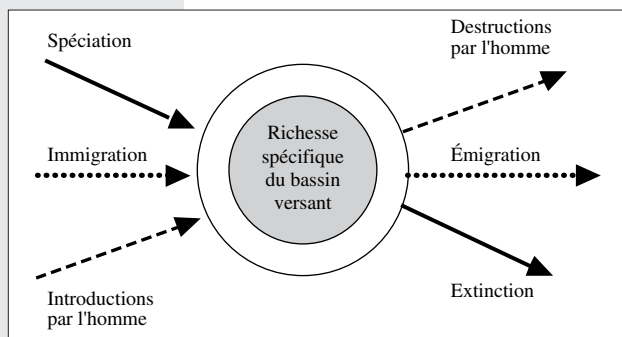 Spéciation
Immigration
Introductions
par l'homme
Richesse
spécifique
du bassin
versant
Destructions
par l'homme
Émigration
Extinction